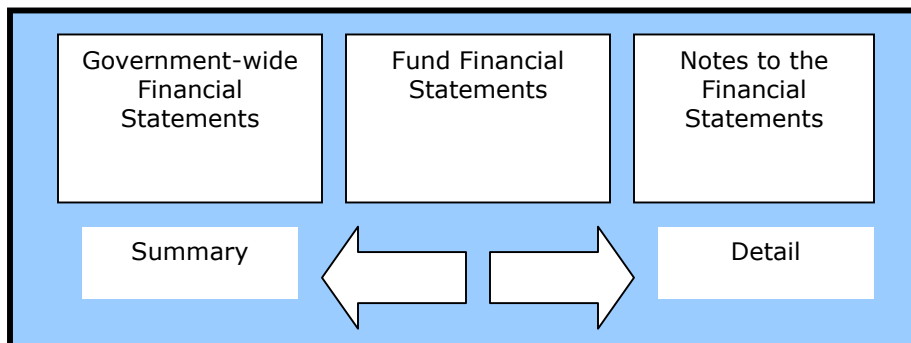 Government-wide
Financial
Statements
Fund Financial
Statements
Notes to the
Financial
Statements
Summary
Detail